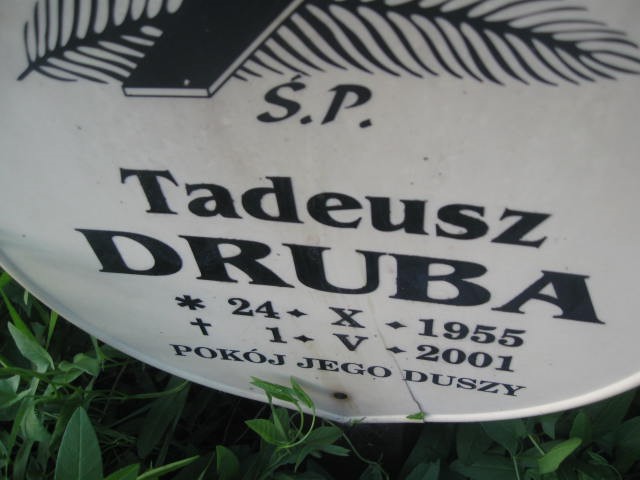 Ś.P.
Tadeusz
DRUBA
* 24 ✦ X ✦ 1955
† 1 ✦ V ✦ 2001
POKÓJ JEGO DUSZY